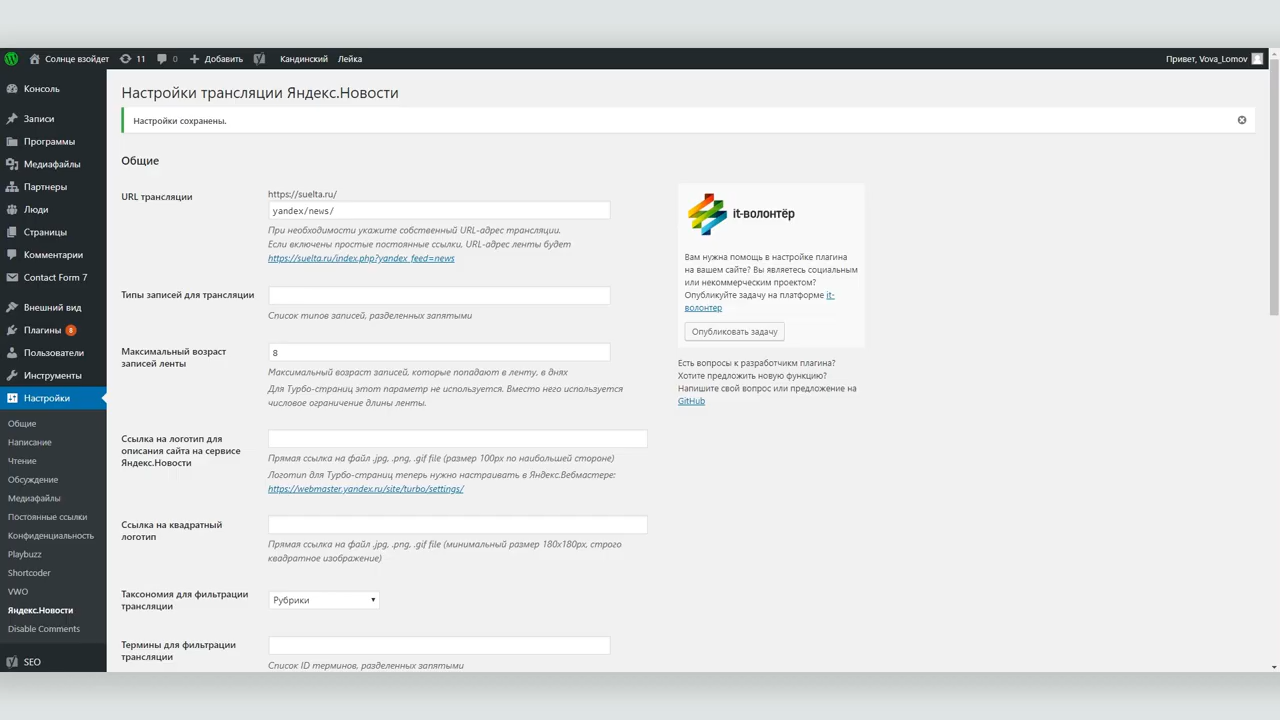 Солнце взойдет 11 0 Добавить Кандинский Лейка Привет, Vova_Lomov
Консоль
Записи
Программы
Медиафайлы
Партнеры
Люди
Страницы
Комментарии
Contact Form 7
Внешний вид
Плагины 8
Пользователи
Инструменты
Настройки
Общие
Написание
Чтение
Обсуждение
Медиафайлы
Постоянные ссылки
Конфиденциальность
Playbuzz
Shortcoder
VWO
Яндекс.Новости
Disable Comments
SEO
Настройки трансляции Яндекс.Новости
Настройки сохранены.
Общие
URL трансляции
https://suelta.ru/
yandex/news/
При необходимости укажите собственный URL-адрес трансляции.
Если включены простые постоянные ссылки, URL-адрес ленты будет
https://suelta.ru/index.php?yandex_feed=news
Типы записей для трансляции
Список типов записей, разделенных запятыми
Максимальный возраст
записей ленты
8
Максимальный возраст записей, которые попадают в ленту, в днях
Для Турбо-страниц этот параметр не используется. Вместо него используется
числовое ограничение длины ленты.
Ссылка на логотип для
описания сайта на сервисе
Яндекс.Новости
Прямая ссылка на файл .jpg, .png, .gif file (размер 100px по наибольшей стороне)
Логотип для Турбо-страниц теперь нужно настраивать в Яндекс.Вебмастере:
https://webmaster.yandex.ru/site/turbo/settings/
Ссылка на квадратный
логотип
Прямая ссылка на файл .jpg, .png, .gif file (минимальный размер 180x180px, строго
квадратное изображение)
Таксономия для фильтрации
трансляции
Рубрики
Термины для фильтрации
трансляции
Список ID терминов, разделенных запятыми
it-волонтёр
Вам нужна помощь в настройке плагина
на вашем сайте? Вы являетесь социальным
или некоммерческим проектом?
Опубликуйте задачу на платформе it-
волонтер
Опубликовать задачу
Есть вопросы к разработчикм плагина?
Хотите предложить новую функцию?
Напишите свой вопрос или предложение на
GitHub